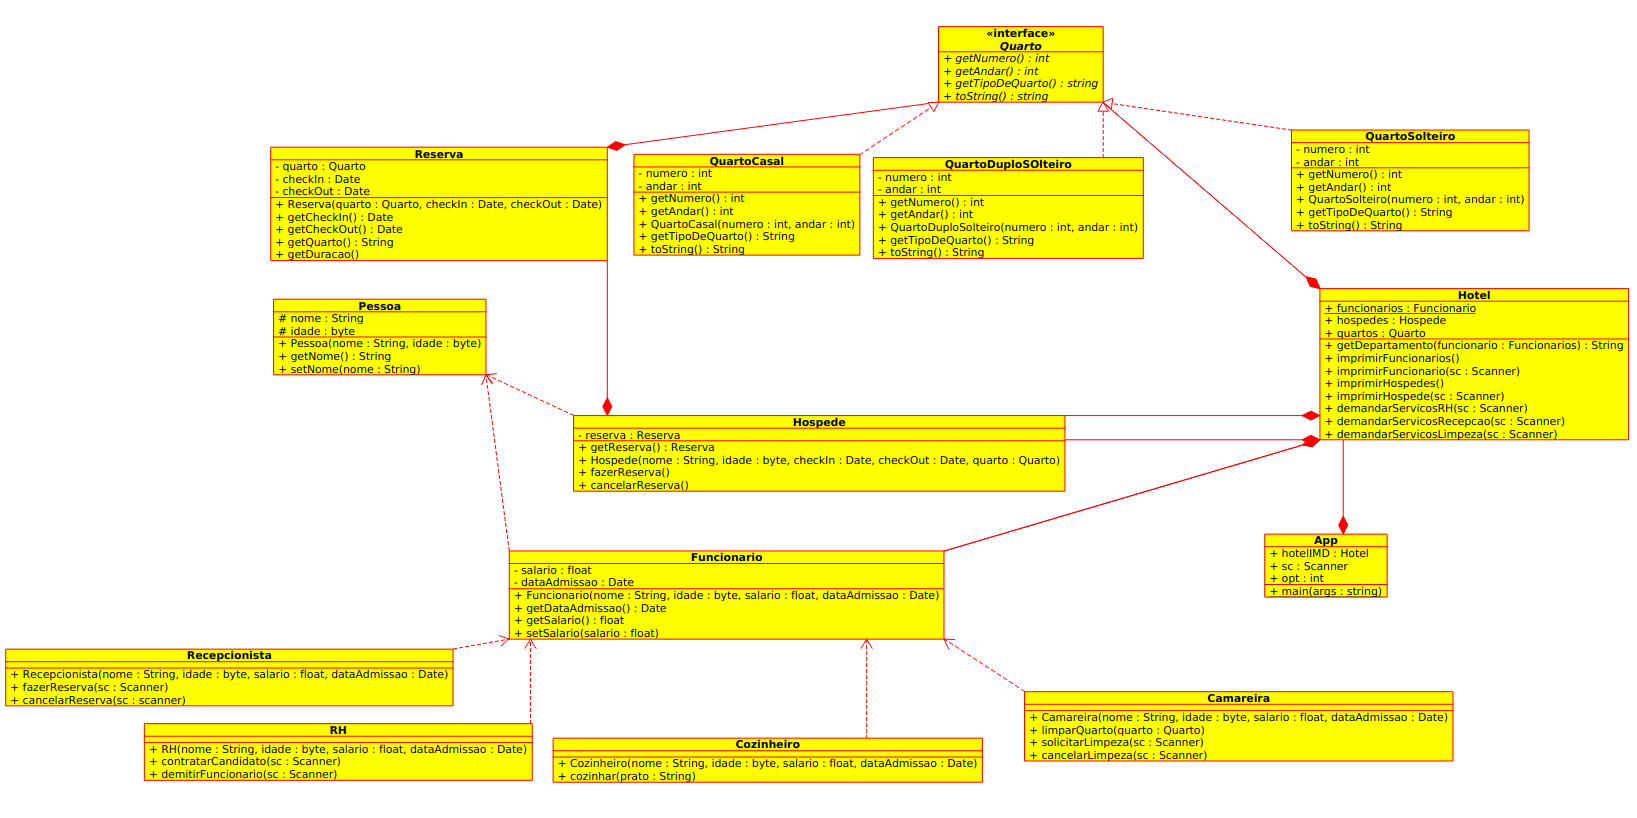 «interface»
Quarto
+ getNumero() : int
+ getAndar() : int
+ getTipoDeQuarto() : string
+ toString() : string
Reserva
- quarto : Quarto
- checkIn : Date
- checkOut : Date
+ Reserva(quarto : Quarto, checkIn : Date, checkOut : Date)
+ getCheckIn() : Date
+ getCheckOut() : Date
+ getQuarto() : String
+ getDuracao()
QuartoCasal
- numero : int
- andar : int
+ getNumero() : int
+ getAndar() : int
+ QuartoCasal(numero : int, andar : int)
+ getTipoDeQuarto() : String
+ toString() : String
QuartoDuploSOlteiro
- numero : int
- andar : int
+ getNumero() : int
+ getAndar() : int
+ QuartoDuploSolteiro(numero : int, andar : int)
+ getTipoDeQuarto() : String
+ toString() : String
QuartoSolteiro
- numero : int
- andar : int
+ getNumero() : int
+ getAndar() : int
+ QuartoSolteiro(numero : int, andar : int)
+ getTipoDeQuarto() : String
+ toString() : String
Pessoa
# nome : String
# idade : byte
+ Pessoa(nome : String, idade : byte)
+ getNome() : String
+ setNome(nome : String)
Hotel
+ funcionarios : Funcionario
+ hospedes : Hospede
+ quartos : Quarto
+ getDepartamento(funcionario : Funcionarios) : String
+ imprimirFuncionarios()
+ imprimirFuncionario(sc : Scanner)
+ imprimirHospedes()
+ imprimirHospede(sc : Scanner)
+ demandarServicosRH(sc : Scanner)
+ demandarServicosRecepcao(sc : Scanner)
+ demandarServicosLimpeza(sc : Scanner)
Hospede
- reserva : Reserva
+ getReserva() : Reserva
+ Hospede(nome : String, idade : byte, checkIn : Date, checkOut : Date, quarto : Quarto)
+ fazerReserva()
+ cancelarReserva()
App
+ hotelIMD : Hotel
+ sc : Scanner
+ opt : int
+ main(args : string)
Funcionario
- salario : float
- dataAdmissao : Date
+ Funcionario(nome : String, idade : byte, salario : float, dataAdmissao : Date)
+ getDataAdmissao() : Date
+ getSalario() : float
+ setSalario(salario : float)
Recepcionista
+ Recepcionista(nome : String, idade : byte, salario : float, dataAdmissao : Date)
+ fazerReserva(sc : Scanner)
+ cancelarReserva(sc : scanner)
RH
+ RH(nome : String, idade : byte, salario : float, dataAdmissao : Date)
+ contratarCandidato(sc : Scanner)
+ demitirFuncionario(sc : Scanner)
Cozinheiro
+ Cozinheiro(nome : String, idade : byte, salario : float, dataAdmissao : Date)
+ cozinhar(prato : String)
Camareira
+ Camareira(nome : String, idade : byte, salario : float, dataAdmissao : Date)
+ limparQuarto(quarto : Quarto)
+ solicitarLimpeza(sc : Scanner)
+ cancelarLimpeza(sc : Scanner)